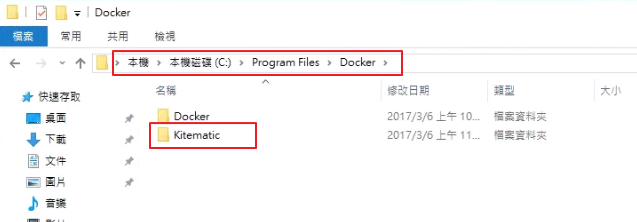 Docker
檔案 常用 共用 檢視
本機 > 本機磁碟 (C:) > Program Files > Docker >
名稱 修改日期 類型 大小
快速存取
桌面
下載
文件
圖片
音樂
Docker 2017/3/6 上午 10... 檔案資料夾
Kitematic 2017/3/6 上午 11... 檔案資料夾